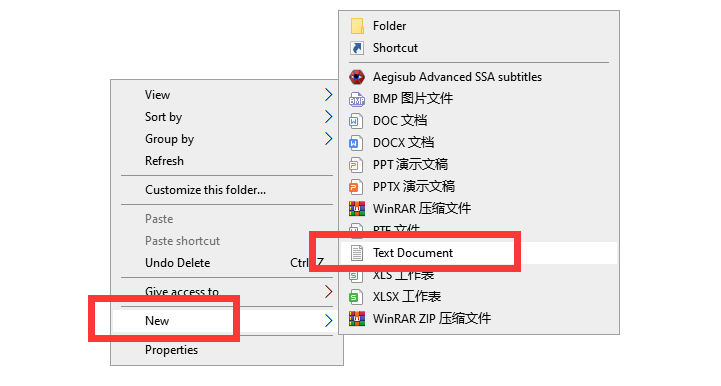 View
Sort by
Group by
Refresh
Customize this folder...
Paste
Paste shortcut
Undo Delete
Give access to
New
Properties
Folder
Shortcut
Aegisub Advanced SSA subtitles
BMP 图片文件
DOC 文档
DOCX 文档
PPT 演示文稿
PPTX 演示文稿
WinRAR 压缩文件
RTF 文件
Text Document
XLS 工作表
XLSX 工作表
WinRAR ZIP 压缩文件